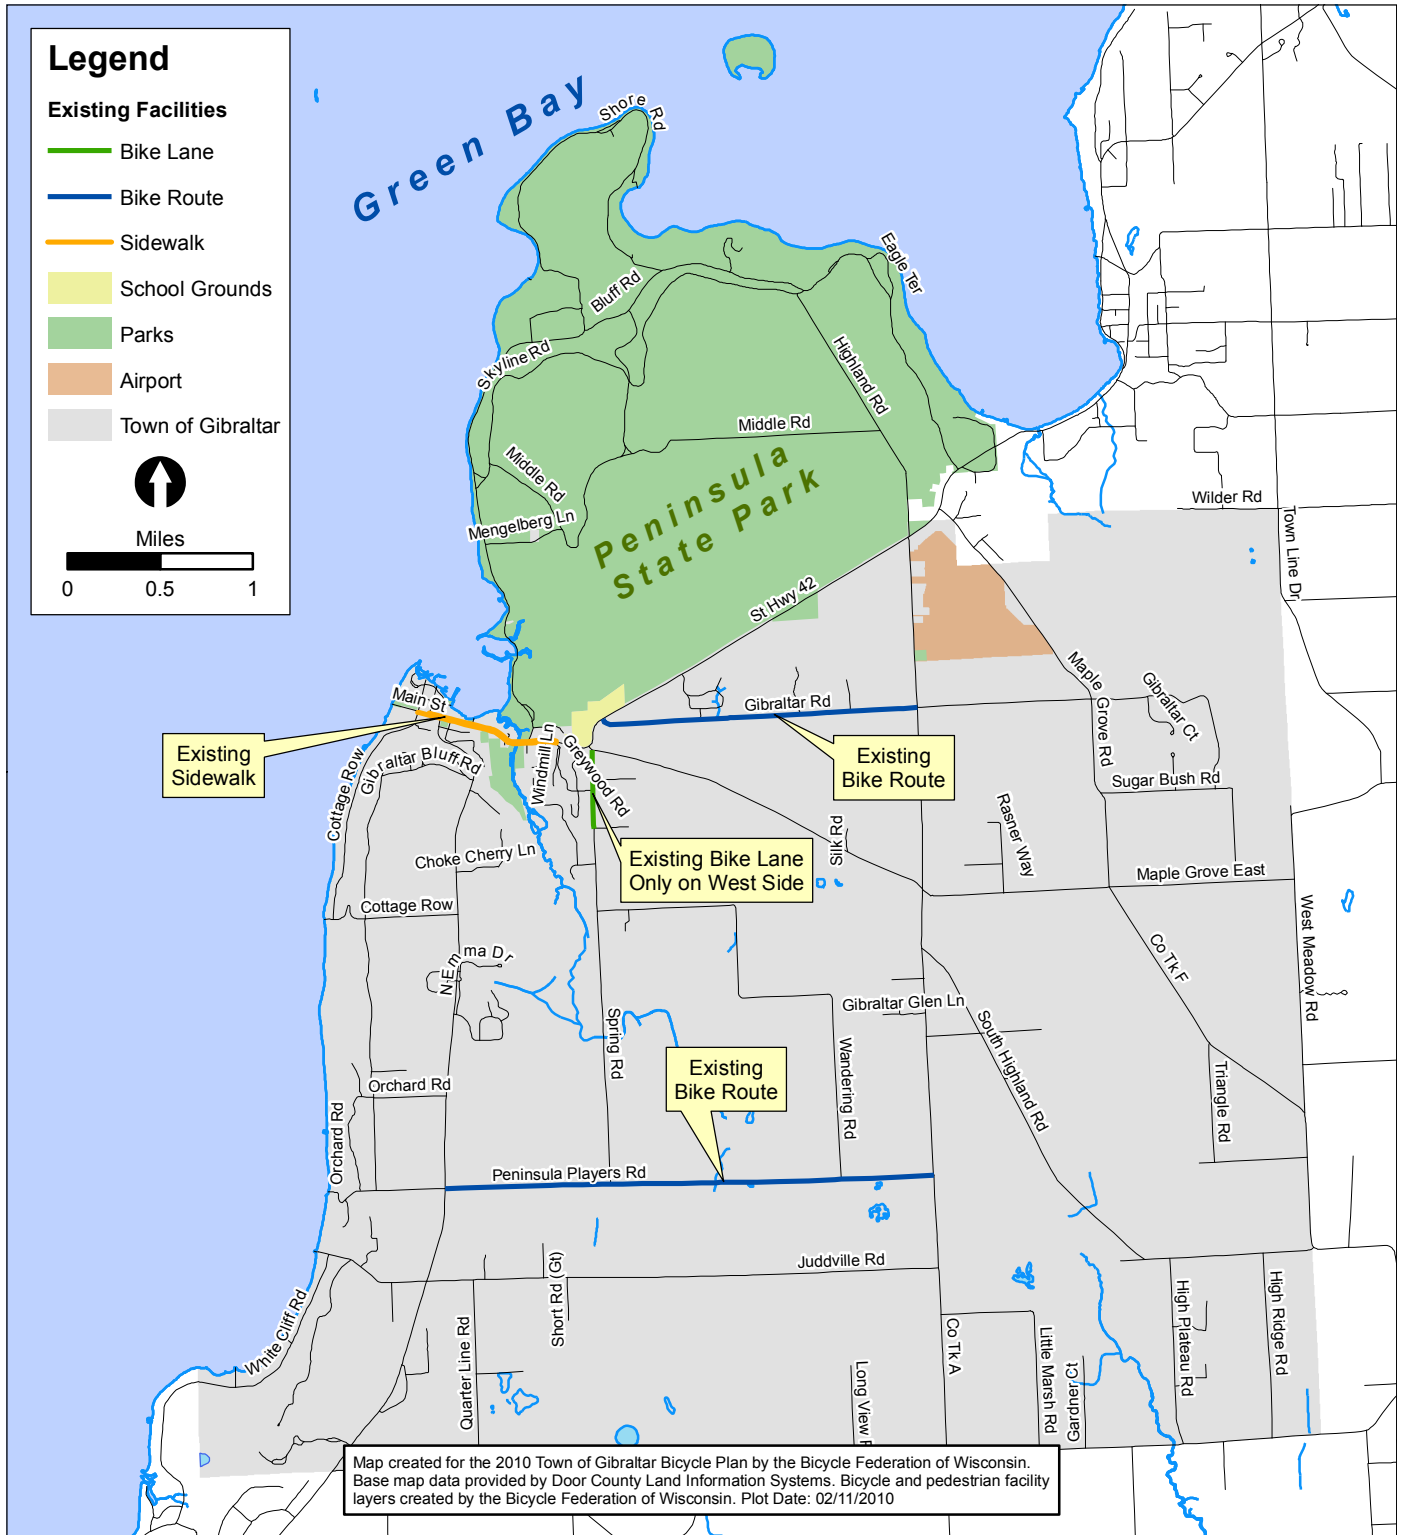 Legend
Existing Facilities
Bike Lane
Bike Route
Sidewalk
School Grounds
Parks
Airport
Town of Gibraltar
Miles
0 0.5 1
Green Bay
Shore Rd
Eagle Ter
Bluff Rd
Skyline Rd
Highland Rd
Middle Rd
Middle Rd
Mengelberg Ln
Peninsula
State Park
St Hwy 42
Wilder Rd
Town Line Dr
Main St
Gibraltar Rd
Maple Grove Rd
Gibraltar Ct
Existing
Sidewalk
Cottage Row
Gibraltar Bluff Rd
Windmill Ln
Greywood Rd
Existing
Bike Route
Sugar Bush Rd
Rasner Way
Silk Rd
Choke Cherry Ln
Existing Bike Lane
Only on West Side
Maple Grove East
Cottage Row
West Meadow Rd
Co Tk F
N Emma Dr
Gibraltar Glen Ln
South Highland Rd
Spring Rd
Wandering Rd
Existing
Bike Route
Triangle Rd
Orchard Rd
Orchard Rd
Peninsula Players Rd
Juddville Rd
Short Rd (Gt)
White Cliff Rd
Quarter Line Rd
Co Tk A
Little Marsh Rd
Gardner Ct
High Plateau Rd
High Ridge Rd
Long View R
Map created for the 2010 Town of Gibraltar Bicycle Plan by the Bicycle Federation of Wisconsin.
Base map data provided by Door County Land Information Systems. Bicycle and pedestrian facility
layers created by the Bicycle Federation of Wisconsin. Plot Date: 02/11/2010